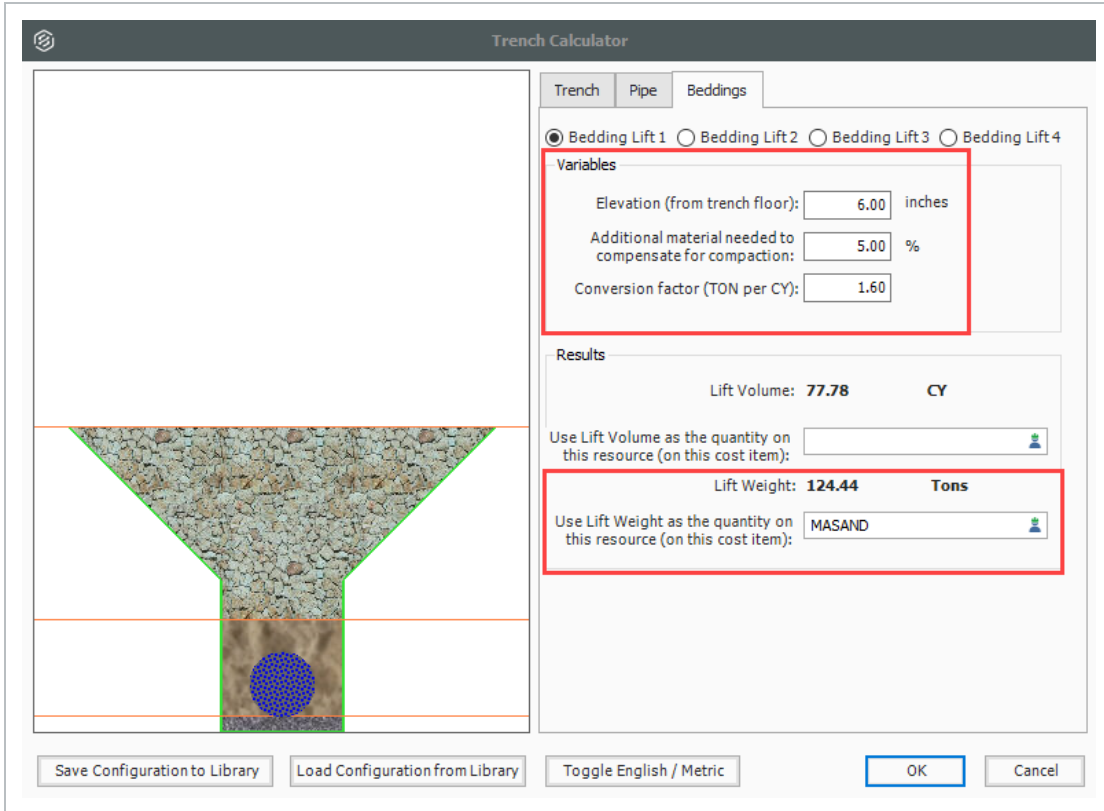 Trench Calculator
Trench Pipe Beddings
Bedding Lift 1 Bedding Lift 2 Bedding Lift 3 Bedding Lift 4
Variables
Elevation (from trench floor): 6.00 inches
Additional material needed to
compensate for compaction: 5.00 %
Conversion factor (TON per CY): 1.60
Results
Lift Volume: 77.78 CY
Use Lift Volume as the quantity on
this resource (on this cost item):
Lift Weight: 124.44 Tons
Use Lift Weight as the quantity on
this resource (on this cost item): MASAND
Save Configuration to Library Load Configuration from Library Toggle English / Metric OK Cancel